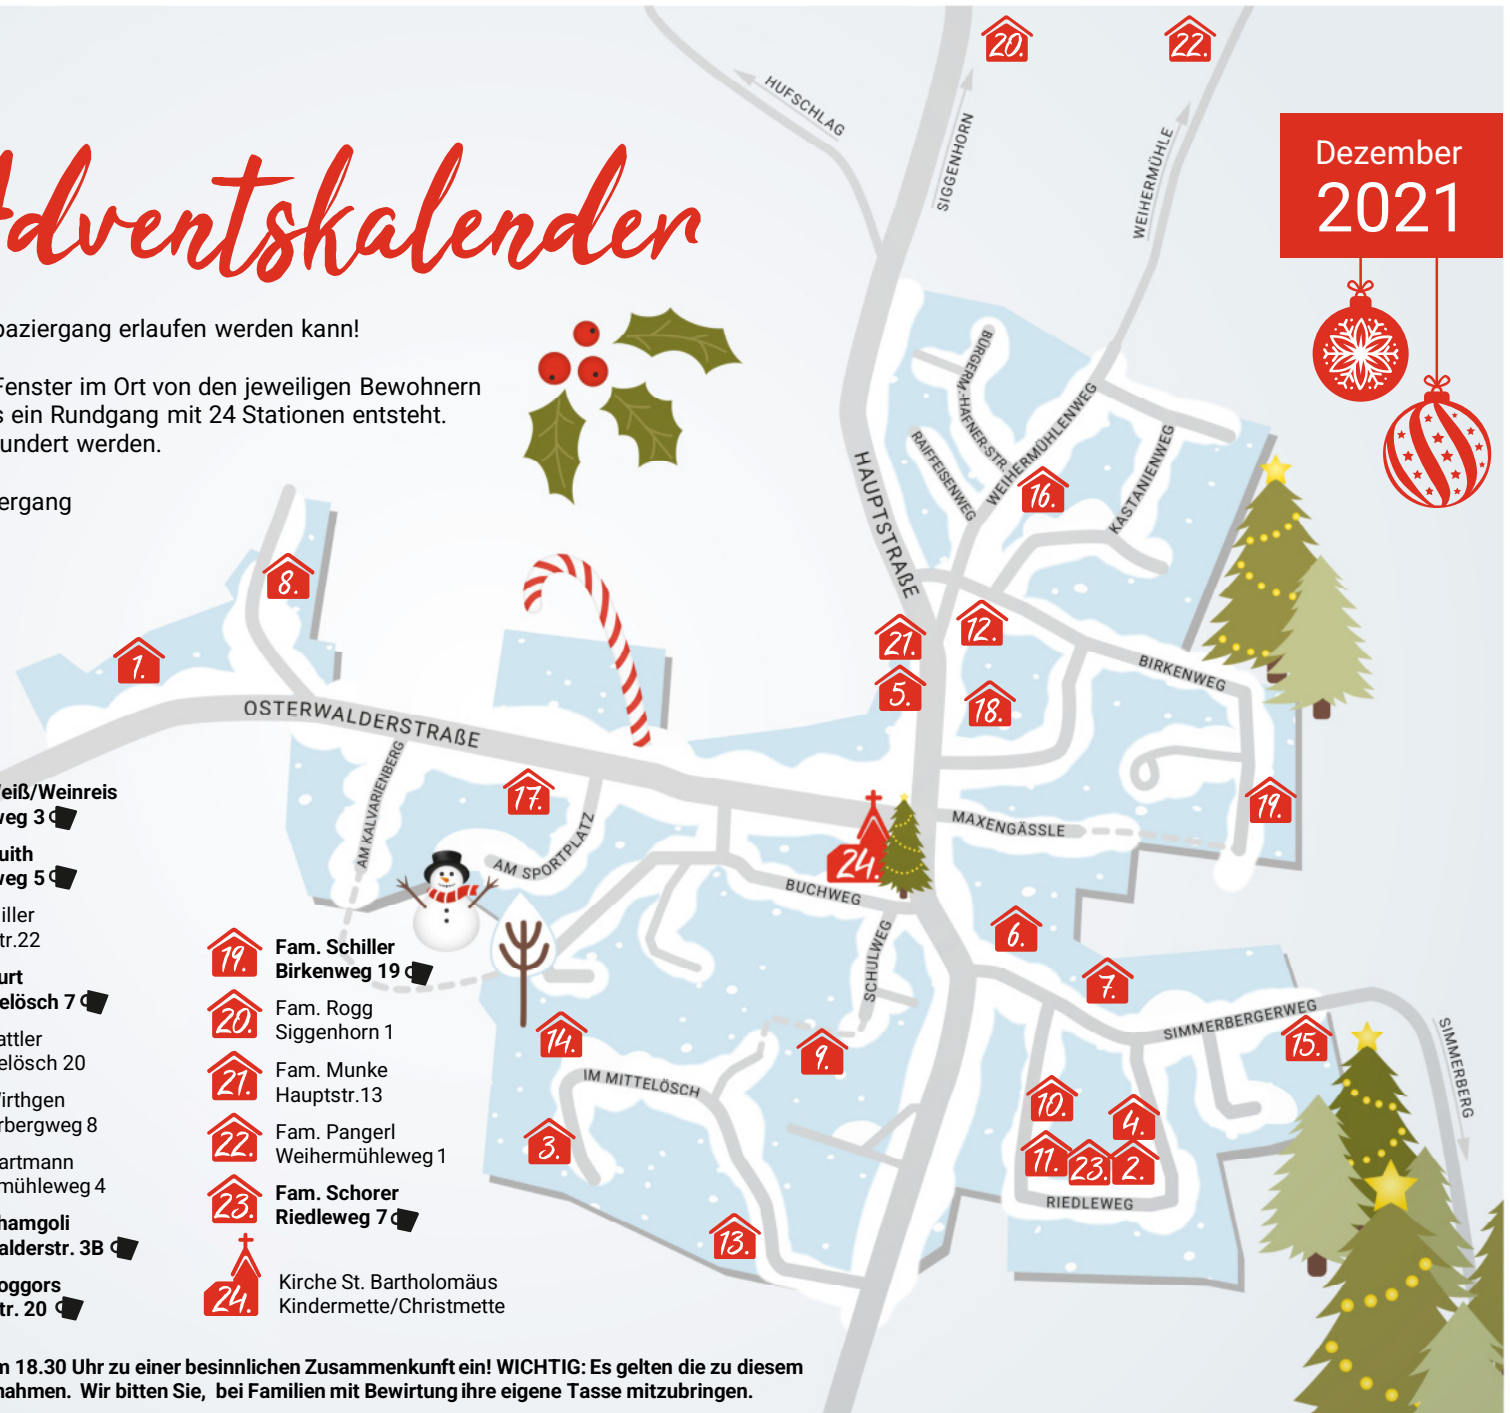 Adventskalender
Dezember
2021
paziergang erlaufen werden kann!
Fenster im Ort von den jeweiligen Bewohnern
s ein Rundgang mit 24 Stationen entsteht.
undert werden.
ergang
20.
22.
HUFSCHLAG
SIGGENHORN
WEIHERMÜHLE
BÜRGERM.-HAFNER-STR.
RAIFFEISENWEG
WEIHERMÜHLENWEG
KASTANIENWEG
HAUPTSTRASSE
16.
8.
1.
21.
12.
5.
18.
BIRKENWEG
OSTERWALDERSTRAßE
AM KALVARIENBERG
17.
AM SPORTPLATZ
19.
MAXENGÄSSLE
24.
BUCHWEG
SCHULWEG
6.
7.
SIMMERBERGERWEG
15.
SIMMERBERG
14.
9.
IM MITTELÖSCH
3.
10.
4.
11.
23.
2.
RIEDLEWEG
13.
eiß/Weinreis
weg 3
uith
weg 5
iller
tr.22
urt
elösch 7
attler
elösch 20
irthgen
rbergweg 8
artmann
mühleweg 4
hamgoli
alderstr. 3B
oggors
tr. 20
19. Fam. Schiller
Birkenweg 19
20. Fam. Rogg
Siggenhorn 1
21. Fam. Munke
Hauptstr.13
22. Fam. Pangerl
Weihermühleweg 1
23. Fam. Schorer
Riedleweg 7
24. Kirche St. Bartholomäus
Kindermette/Christmette
m 18.30 Uhr zu einer besinnlichen Zusammenkunft ein! WICHTIG: Es gelten die zu diesem
nahmen. Wir bitten Sie, bei Familien mit Bewirtung ihre eigene Tasse mitzubringen.